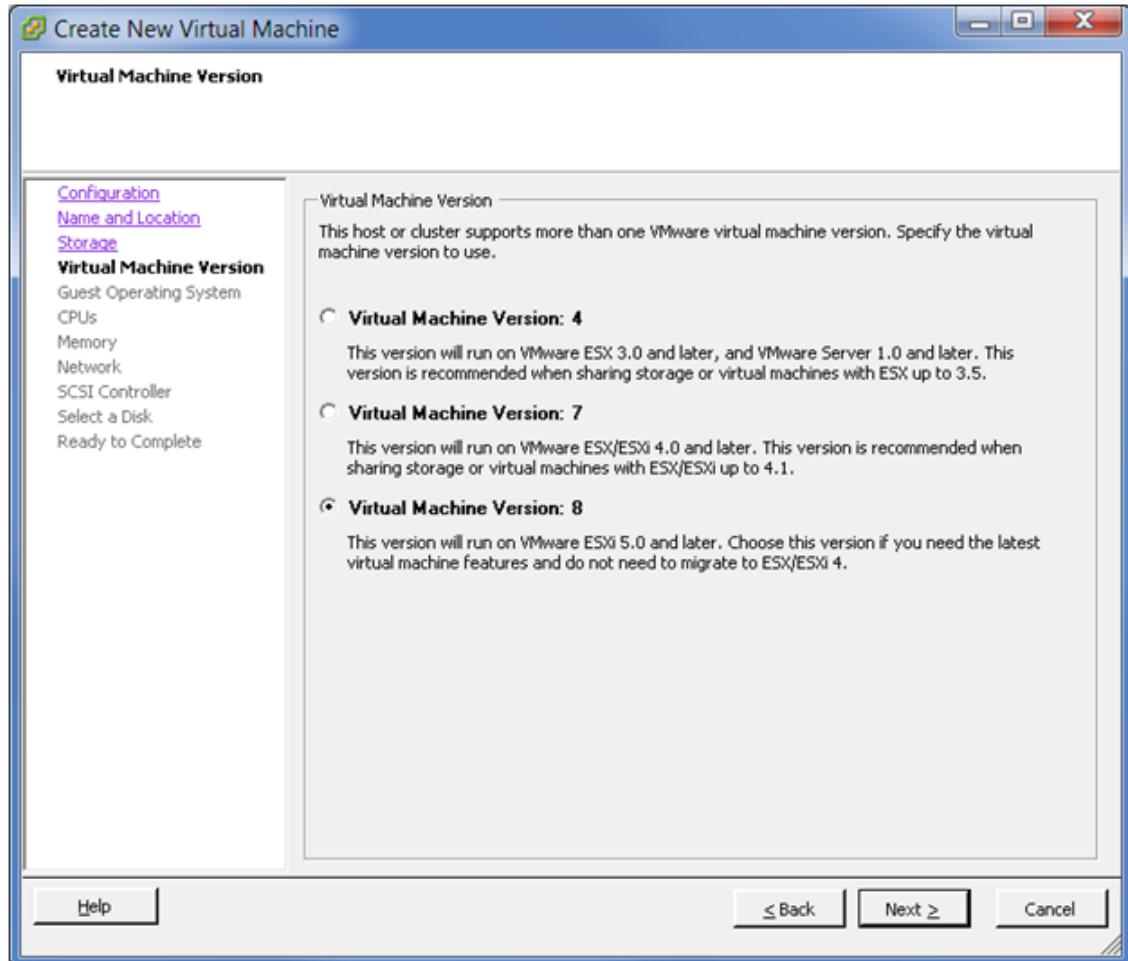 Create New Virtual Machine
Virtual Machine Version
Configuration
Name and Location
Storage
Virtual Machine Version
Guest Operating System
CPUs
Memory
Network
SCSI Controller
Select a Disk
Ready to Complete
Virtual Machine Version
This host or cluster supports more than one VMware virtual machine version. Specify the virtual
machine version to use.
Virtual Machine Version: 4
This version will run on VMware ESX 3.0 and later, and VMware Server 1.0 and later. This
version is recommended when sharing storage or virtual machines with ESX up to 3.5.
Virtual Machine Version: 7
This version will run on VMware ESX/ESXi 4.0 and later. This version is recommended when
sharing storage or virtual machines with ESX/ESXi up to 4.1.
Virtual Machine Version: 8
This version will run on VMware ESXi 5.0 and later. Choose this version if you need the latest
virtual machine features and do not need to migrate to ESX/ESXi 4.
Help
< Back
Next >
Cancel